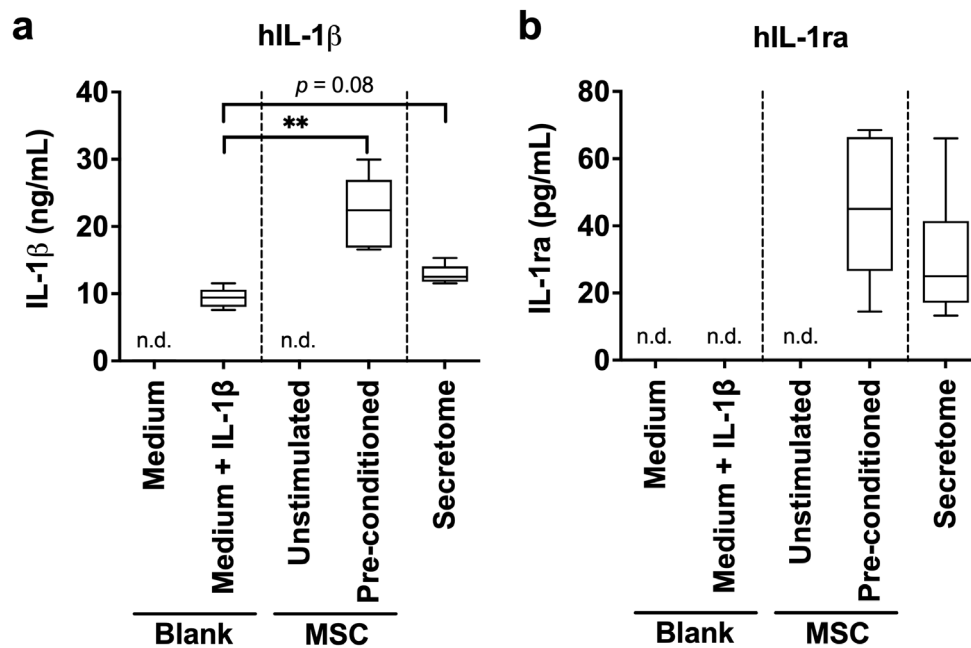 a
hIL-1β
IL-1β (ng/mL)
40
30
20
10
0
p = 0.08
**
n.d.
n.d.
Medium
Medium + IL-1β
Unstimulated
Pre-conditioned
Secretome
Blank
MSC
b
hIL-1ra
IL-1ra (pg/mL)
80
60
40
20
0
n.d.
n.d.
n.d.
Medium
Medium + IL-1β
Unstimulated
Pre-conditioned
Secretome
Blank
MSC